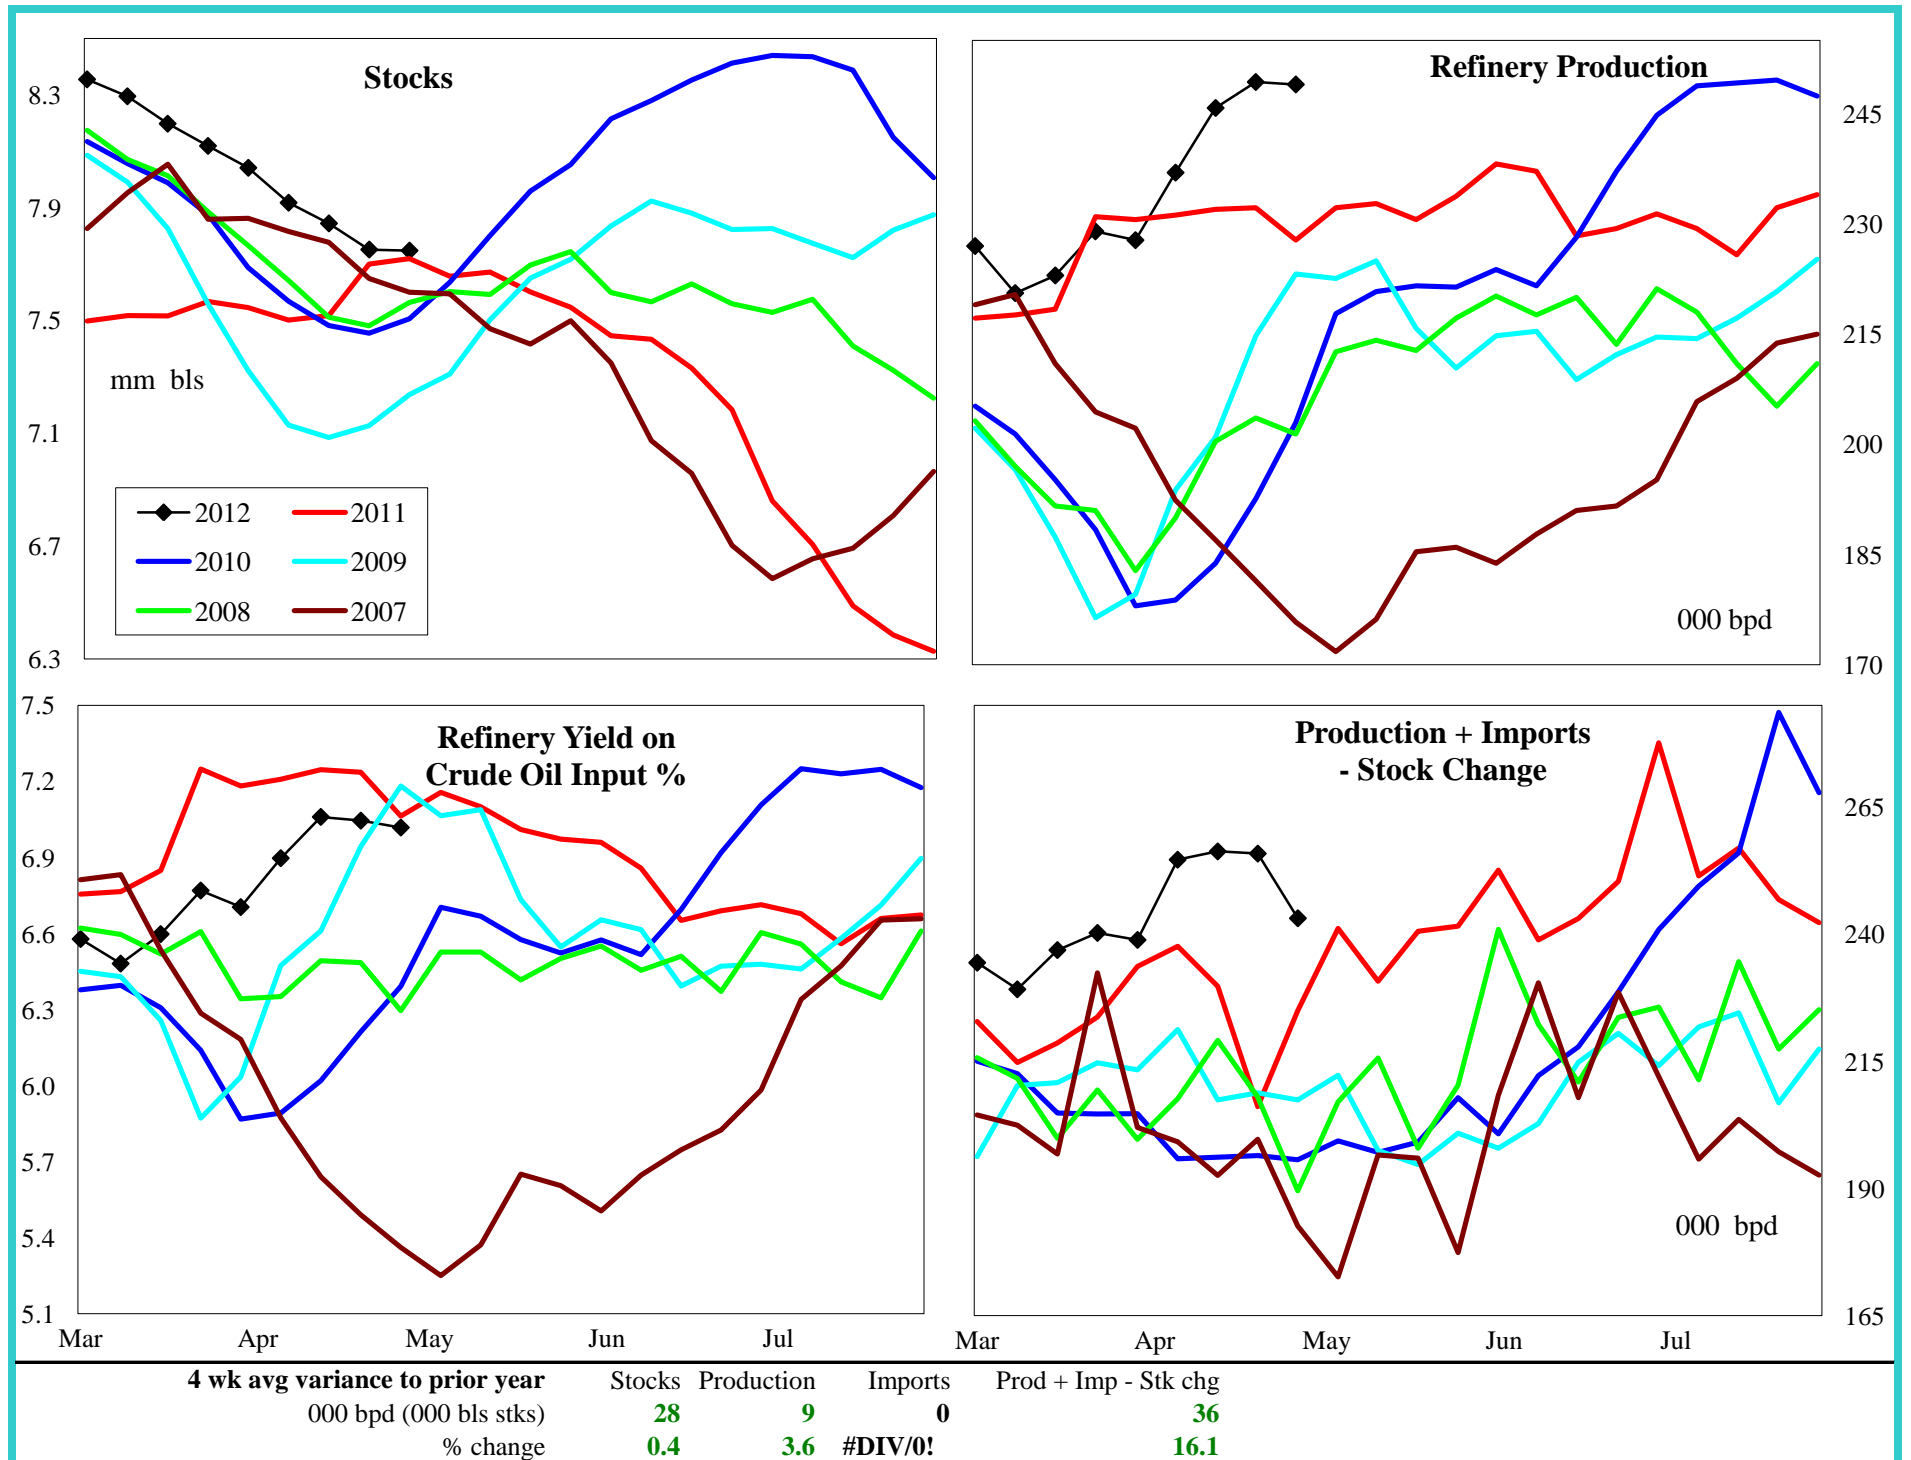 Stocks
8.3
7.9
7.5
7.1
6.7
6.3
mm bls
2012 2011
2010 2009
2008 2007
Refinery Production
245
230
215
200
185
170
000 bpd
Refinery Yield on
Crude Oil Input %
7.5
7.2
6.9
6.6
6.3
6.0
5.7
5.4
5.1
Mar Apr May Jun Jul
Production + Imports
- Stock Change
265
240
215
190
165
000 bpd
Mar Apr May Jun Jul
4 wk avg variance to prior year Stocks Production Imports Prod + Imp - Stk chg
000 bpd (000 bls stks) 28 9 0 36
% change 0.4 3.6 #DIV/0! 16.1